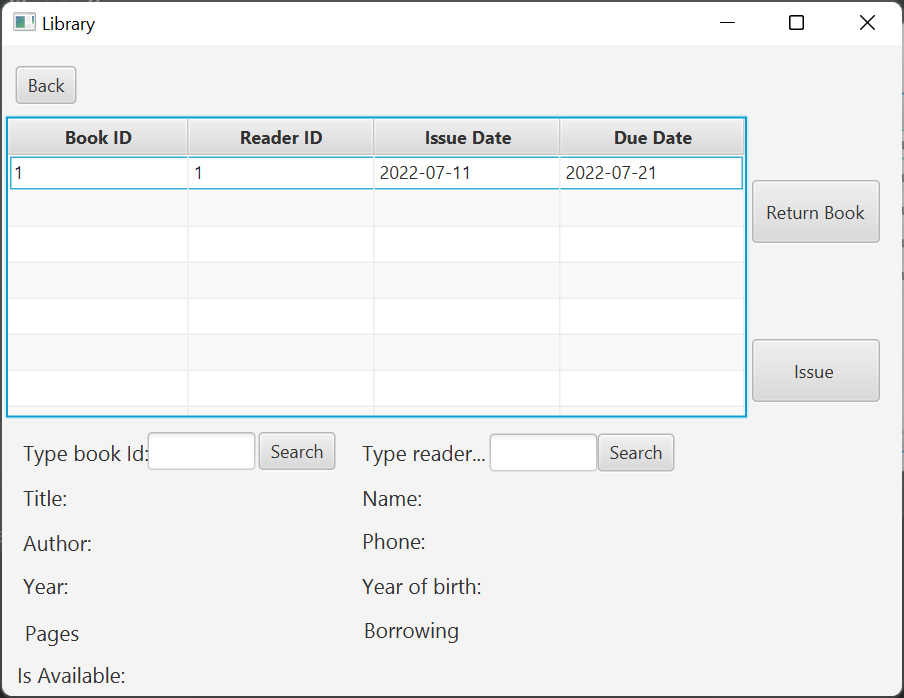 Library
Back
Book ID Reader ID Issue Date Due Date
1 1 2022-07-11 2022-07-21
Return Book
Issue
Type book Id: Search Type reader... Search
Title: Name:
Author: Phone:
Year: Year of birth:
Pages Borrowing
Is Available: